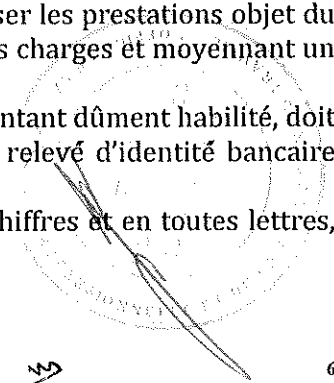 ser les prestations objet du
s charges et moyennant un
ntant dûment habilité, doit
relevé d'identité bancaire
hiffres et en toutes lettres,
6